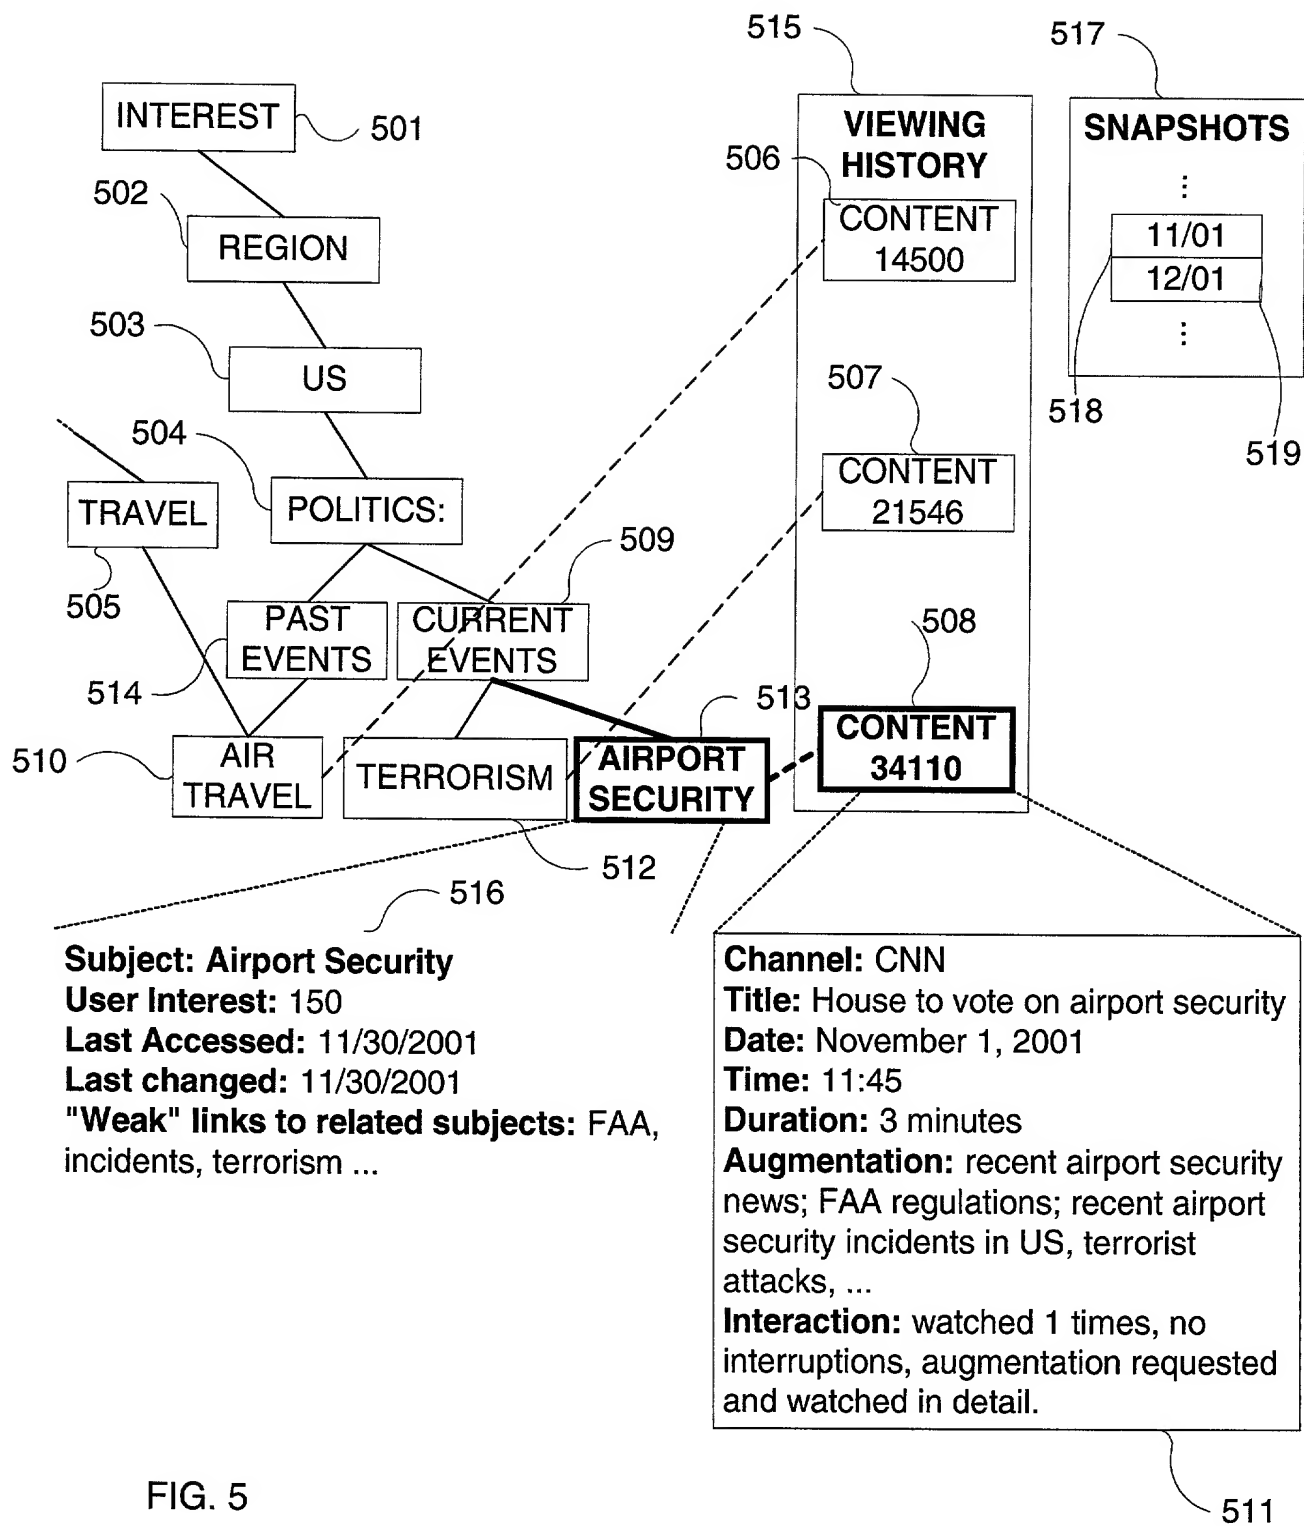 515
517
INTEREST
501
VIEWING
HISTORY
SNAPSHOTS
506
502
...
CONTENT
14500
11/01
12/01
REGION
...
503
US
507
518
504
519
CONTENT
21546
TRAVEL
POLITICS:
509
505
PAST
EVENTS
CURRENT
EVENTS
508
514
513
510
AIR
TRAVEL
TERRORISM
AIRPORT
SECURITY
CONTENT
34110
512
516
Subject: Airport Security
User Interest: 150
Last Accessed: 11/30/2001
Last changed: 11/30/2001
"Weak" links to related subjects: FAA,
incidents, terrorism ...
Channel: CNN
Title: House to vote on airport security
Date: November 1, 2001
Time: 11:45
Duration: 3 minutes
Augmentation: recent airport security
news; FAA regulations; recent airport
security incidents in US, terrorist
attacks, ...
Interaction: watched 1 times, no
interruptions, augmentation requested
and watched in detail.
FIG. 5
511